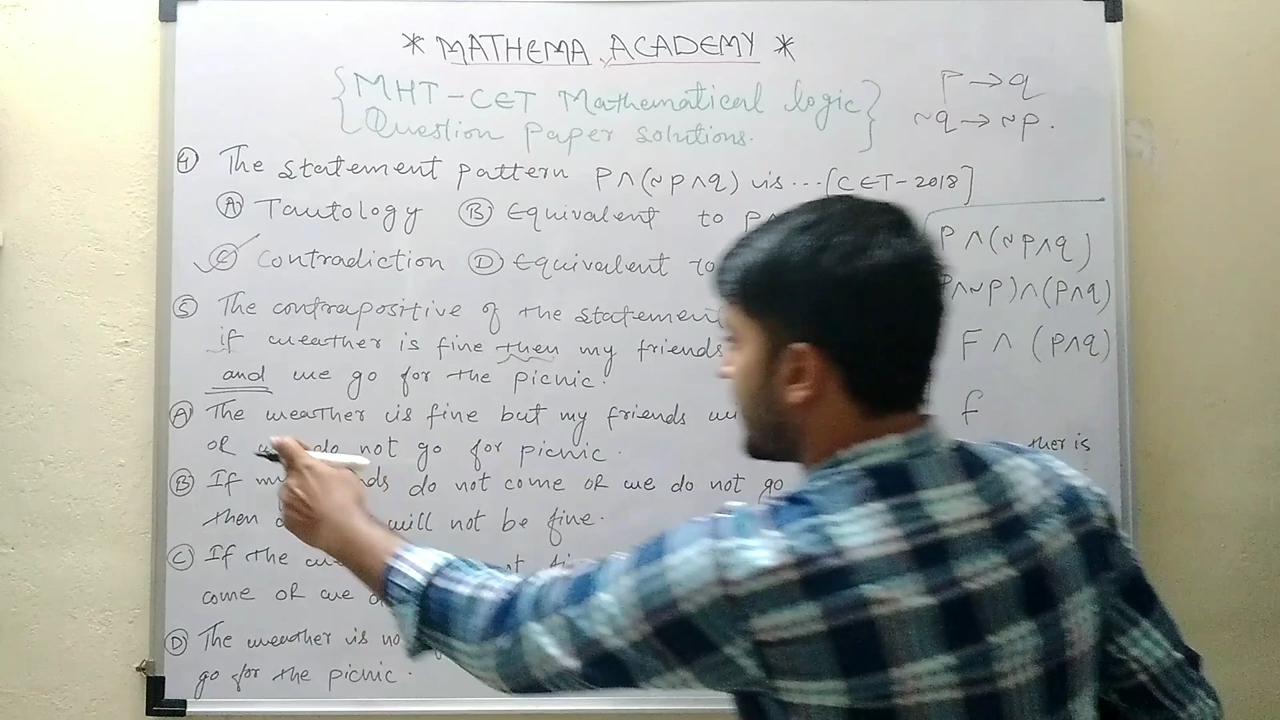 * MATHEMA ACADEMY *
{MHT-CET Mathematical logic
Question Paper Solutions.}
p → q
~q → ~p.
4) The statement pattern p∧(~p∧q) is...[CET-2018]
(A) Tautology (B) Equivalent to p∧
(C) Contradiction (D) Equivalent to
5) The contrapositive of the statement
if weather is fine then my friends
and we go for the picnic.
(A) The weather is fine but my friends
OR we do not go for picnic.
(B) If my do not come OR we do not go
then will not be fine.
(C) If the
come OR we
(D) The weather is
go for the picnic.
p∧(~p∧q)
p∧~p)∧(p∧q)
F ∧ (p∧q)
f
is